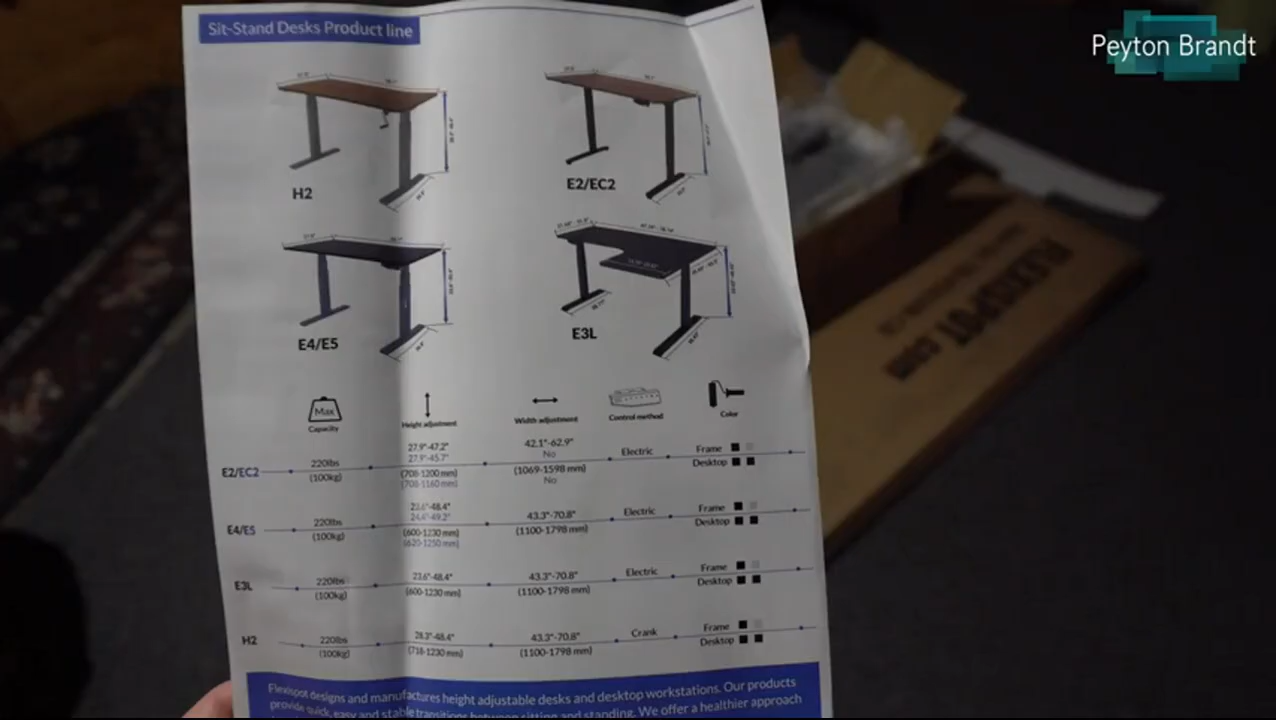 Peyton Brandt
Sit-Stand Desks Product line
H2
E2/EC2
E4/E5
E3L
Max
Capacity
Height adjustment
Width adjustment
Control method
Color
E2/EC2
220lbs
(100kg)
27.9"-47.2"
27.9"-45.7"
(708-1200 mm)
(708-1160 mm)
42.1"-62.9"
No
(1069-1598 mm)
No
Electric
Frame
Desktop
E4/E5
220lbs
(100kg)
23.6"-48.4"
24.4"-49.2"
(600-1230 mm)
(620-1250 mm)
43.3"-70.8"
(1100-1798 mm)
Electric
Frame
Desktop
E3L
220lbs
(100kg)
23.6"-48.4"
(600-1230 mm)
43.3"-70.8"
(1100-1798 mm)
Electric
Frame
Desktop
H2
220lbs
(100kg)
28.3"-48.4"
(718-1230 mm)
43.3"-70.8"
(1100-1798 mm)
Crank
Frame
Desktop
Flexispot designs and manufactures height adjustable desks and desktop workstations. Our products
provide quick, easy and stable transitions between sitting and standing. We offer a healthier approach
FLEXISPOT.COM